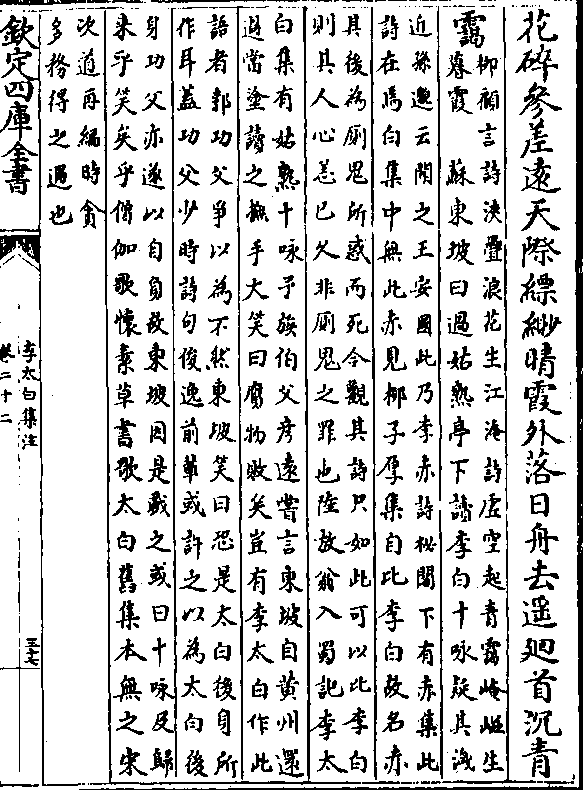 花碎參差遠天際縹緲晴霞外落日舟去遥廻首沉青
靄
柳顧言詩浹疊浪花生江淹詩虛空起青靄崦嵫生
暮霞　蘇東坡曰過姑熟亭下讀李白十咏疑其淺
近孫邈云聞之王安國此乃李赤詩秘閣下有赤集此
詩在焉白集中無此赤見柳子厚集自比李白故名赤
其後為厠鬼所惑而死今觀其詩只如此可以比李白
則其人心恙已久非厠鬼之罪也陸放翁入蜀記李太
白集有姑熟十咏予族伯父彦遠嘗言東坡自黄州還
過當塗讀之撫手大笑曰贗物敗矣豈有李太白作此
語者郭功父爭以為不然東坡笑曰恐是太白後身所
作耳蓋功父少時詩句俊逸前軰或許之以為太白後
身功父亦遂以自負故東坡因是戲之或曰十咏及歸
来乎笑矣乎僧伽歌懷素草書歌太白舊集本無之宋
次道再編時貪
多務得之過也
欽定四庫全書
李太白集注
卷二十二
三十七